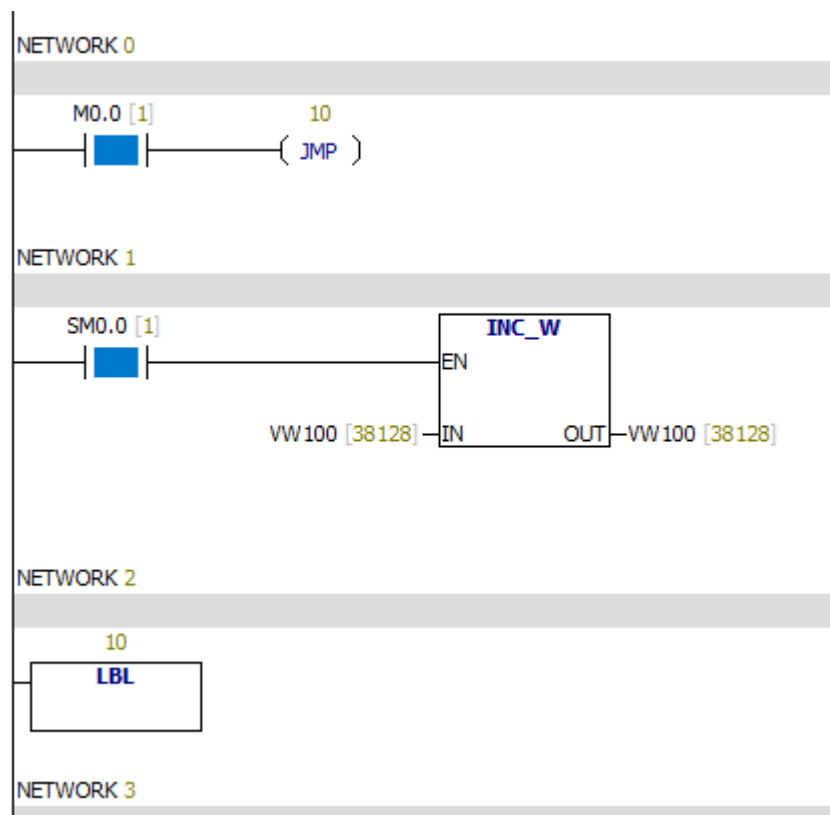 NETWORK 0
M0.0 [1] 10
( JMP )
NETWORK 1
SM0.0 [1] INC_W
EN
VW100 [38128] IN OUT VW100 [38128]
NETWORK 2
10
LBL
NETWORK 3